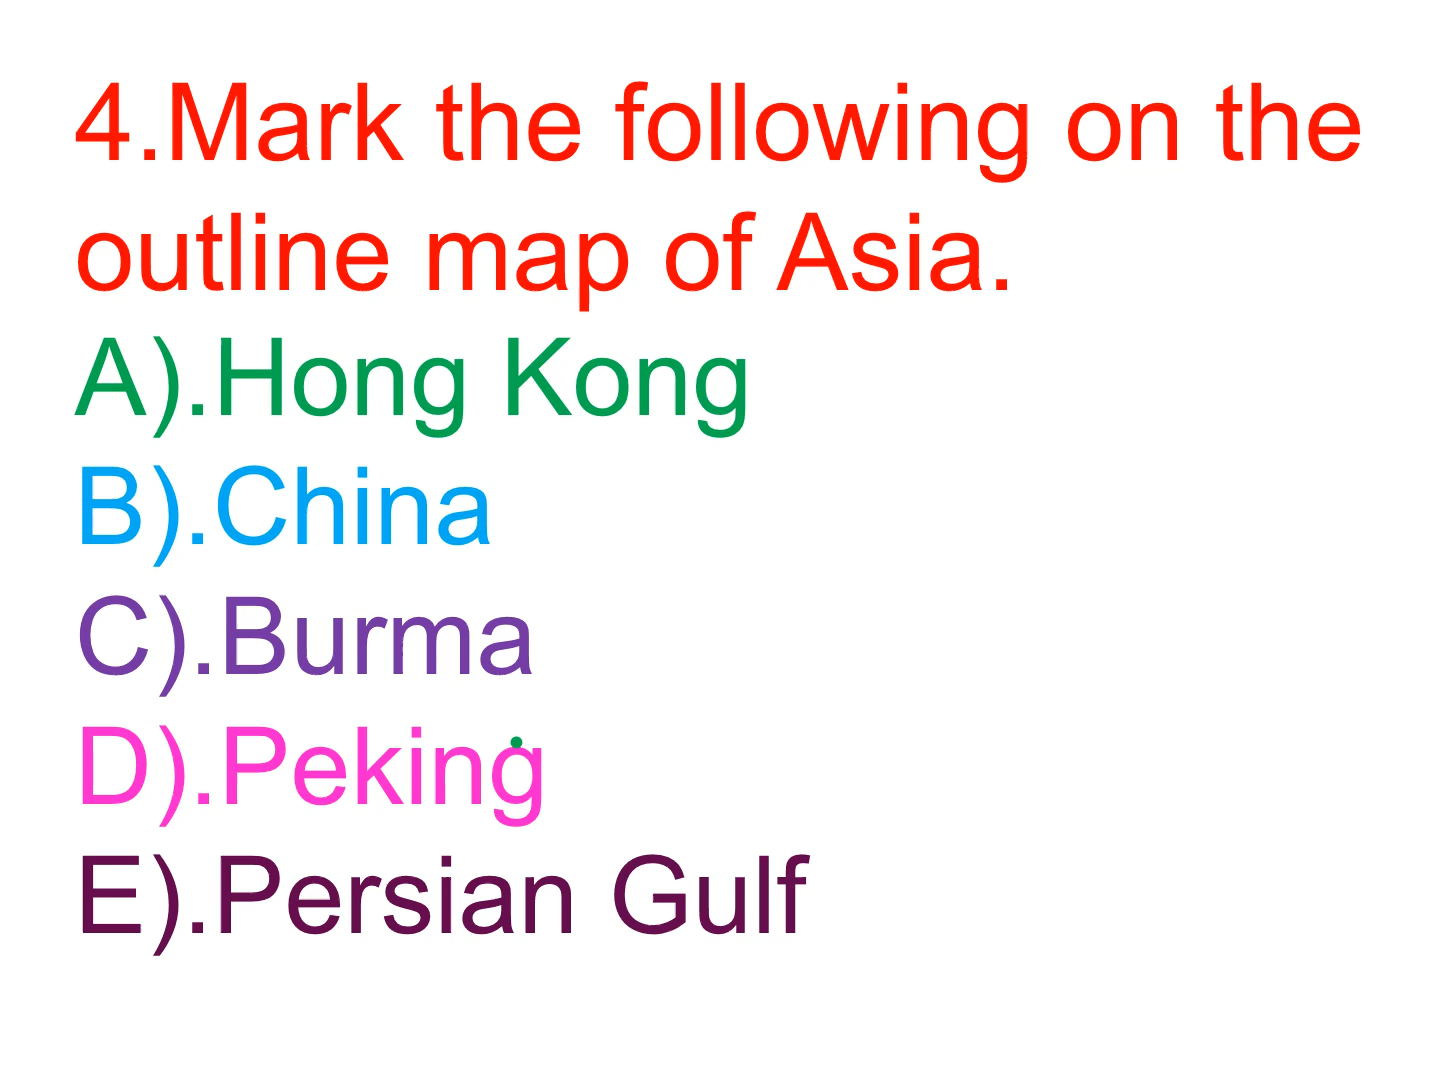 4.Mark the following on the
outline map of Asia.
A).Hong Kong
B).China
C).Burma
D).Peking
E).Persian Gulf